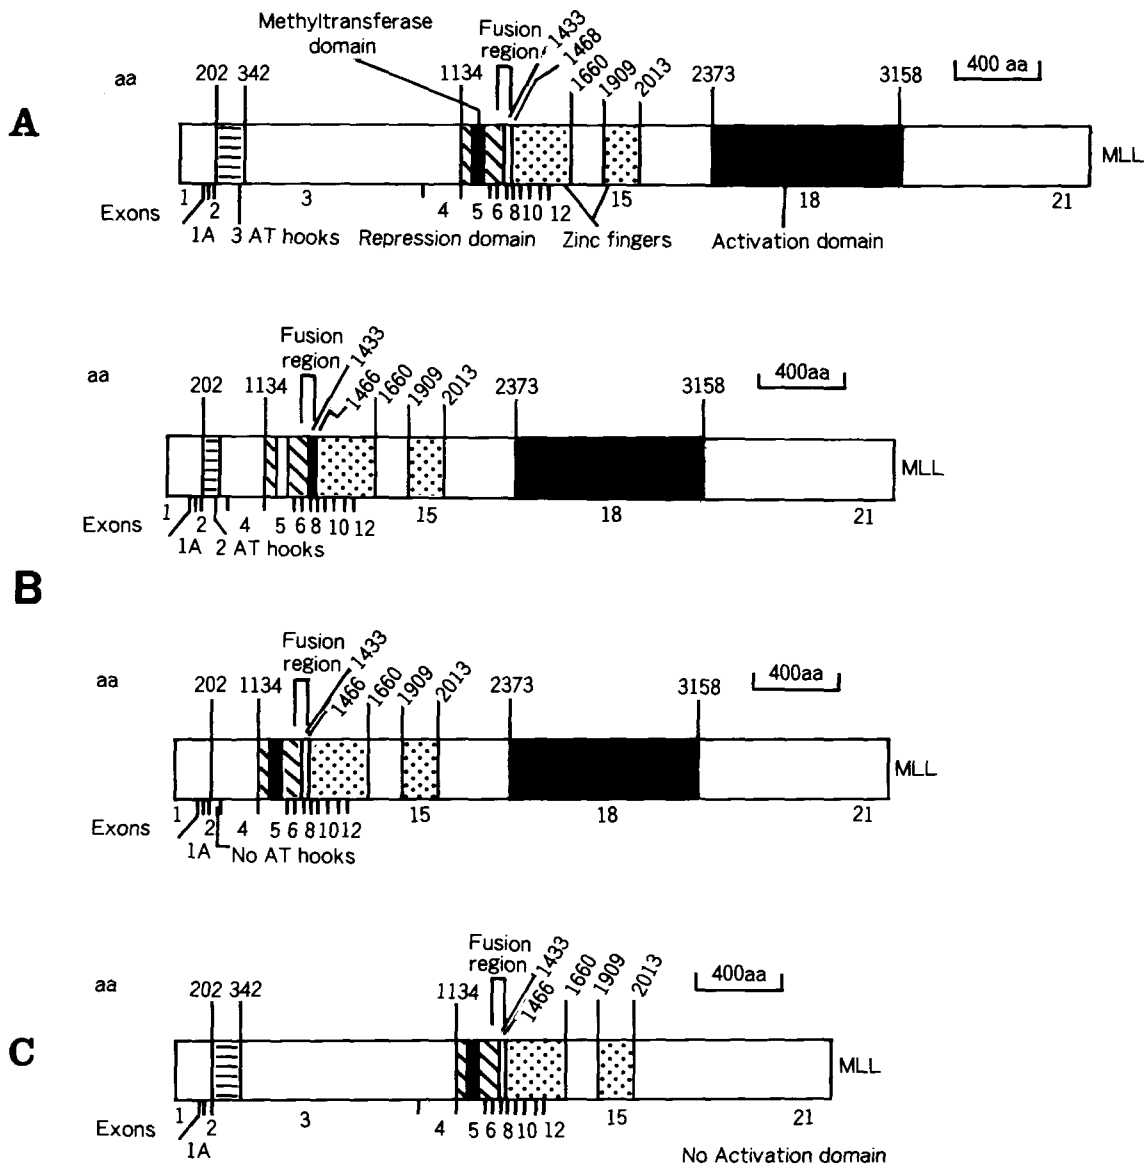 Methyltransferase
domain
Fusion
region
1433
1468
aa
202 342
1134
1660
1909
2013
2373
3158
400 aa
A
MLL
1 2 3 4 5 6 8 10 12 15 18 21
Exons
1A 3 AT hooks Repression domain Zinc fingers Activation domain
Fusion
region
1433
1466
aa
202 1134
1660
1909
2013
2373
3158
400aa
MLL
1 2 4 5 6 8 10 12 15 18 21
Exons
1A 2 AT hooks
B
Fusion
region
1433
1466
aa
202 1134
1660
1909
2013
2373
3158
400aa
MLL
1 2 4 5 6 8 10 12 15 18 21
Exons
1A No AT hooks
Fusion
region
1433
1466
aa
202 342
1134
1660
1909
2013
400aa
C
MLL
1 2 3 4 5 6 8 10 12 15 21
Exons
1A
No Activation domain